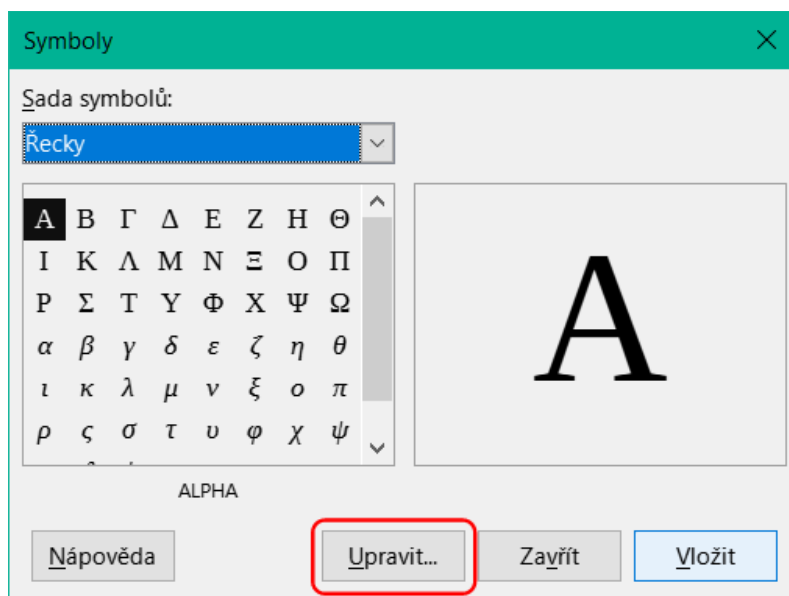 Symboly
Sada symbolů:
Řecky
Α Β Γ Δ Ε Ζ Η Θ
Ι Κ Λ Μ Ν Ξ Ο Π
Ρ Σ Τ Υ Φ Χ Ψ Ω
α β γ δ ε ζ η θ
ι κ λ μ ν ξ ο π
ρ ς σ τ υ φ χ ψ
Α
ALPHA
Nápověda Upravit... Zavřít Vložit